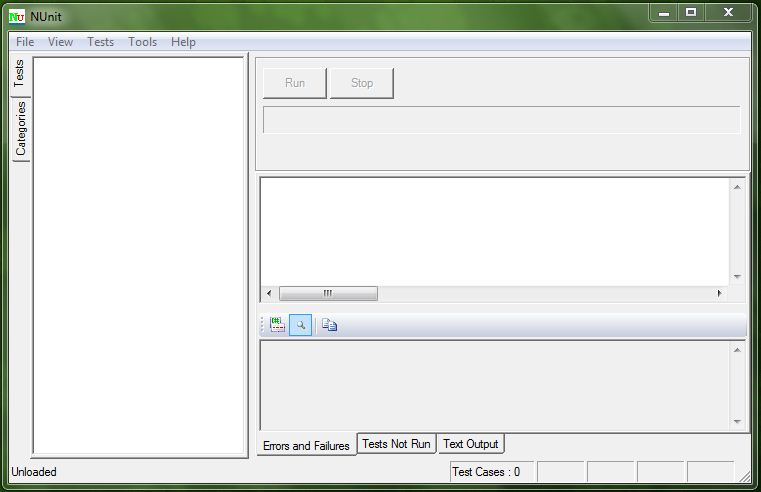 NU NUnit
File View Tests Tools Help
Tests
Categories
Run Stop
Errors and Failures Tests Not Run Text Output
Unloaded Test Cases : 0